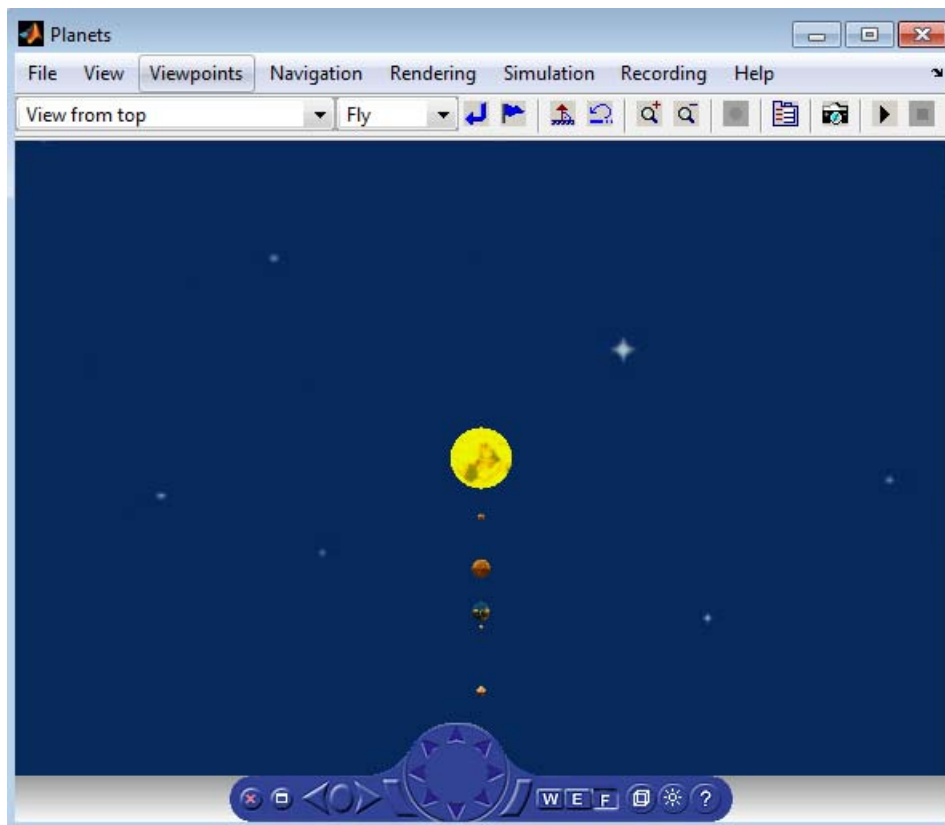 Planets
File View Viewpoints Navigation Rendering Simulation Recording Help
View from top Fly
W E F ?